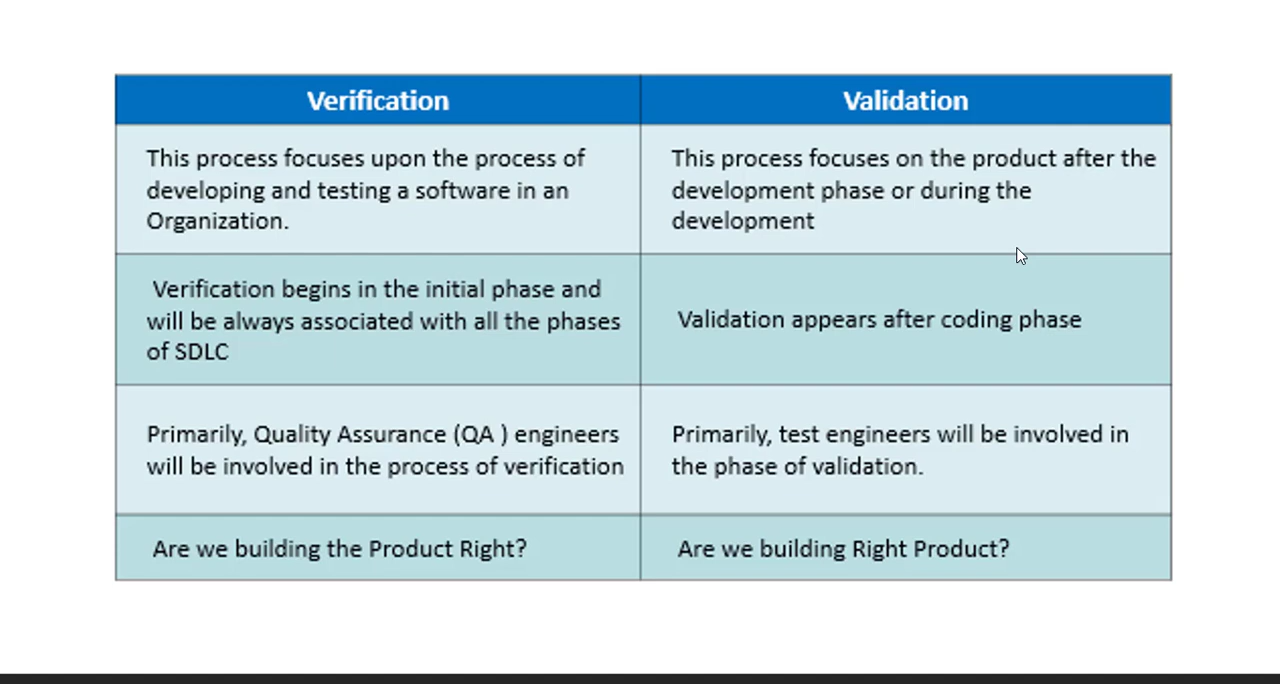 Verification
Validation
This process focuses upon the process of
developing and testing a software in an
Organization.
This process focuses on the product after the
development phase or during the
development
Verification begins in the initial phase and
will be always associated with all the phases
of SDLC
Validation appears after coding phase
Primarily, Quality Assurance (QA ) engineers
will be involved in the process of verification
Primarily, test engineers will be involved in
the phase of validation.
Are we building the Product Right?
Are we building Right Product?